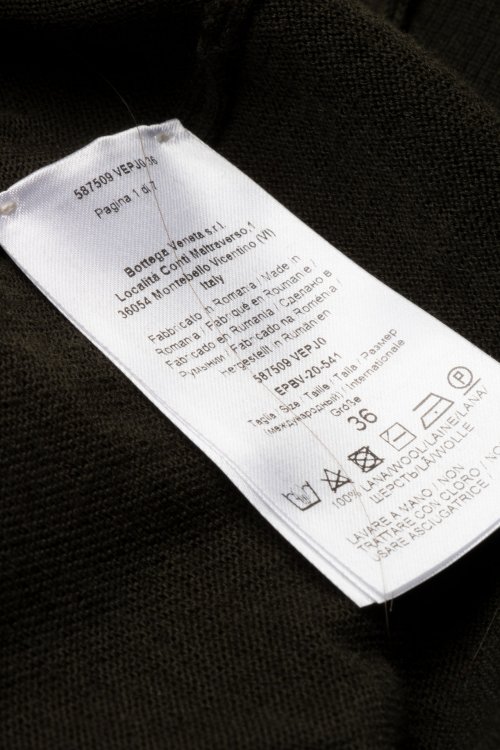 587509 VEPJ0 36
Pagina 1 di 7
Bottega Veneta s.r.l.
Località Conti Maltraverso,1
36054 Montebello Vicentino (VI)
Italy
Fabbricato in Romania / Made in
Romania / Fabriqué en Roumanie /
Fabricado en Rumania / Сделано в
Румынии / Fabricado na Roménia /
Hergestellt in Rumänien
587509 VEPJ0
EPBV-20-541
Taglia / Size / Taille / Talla / Размер
(международный) / Internationale
Größe
36
100% LANA/WOOL/LAINE/LANA/
ШЕРСТЬ/LÃ/WOLLE
LAVARE A MANO / NON
TRATTARE CON CLORO / NON
USARE ASCIUGATRICE /